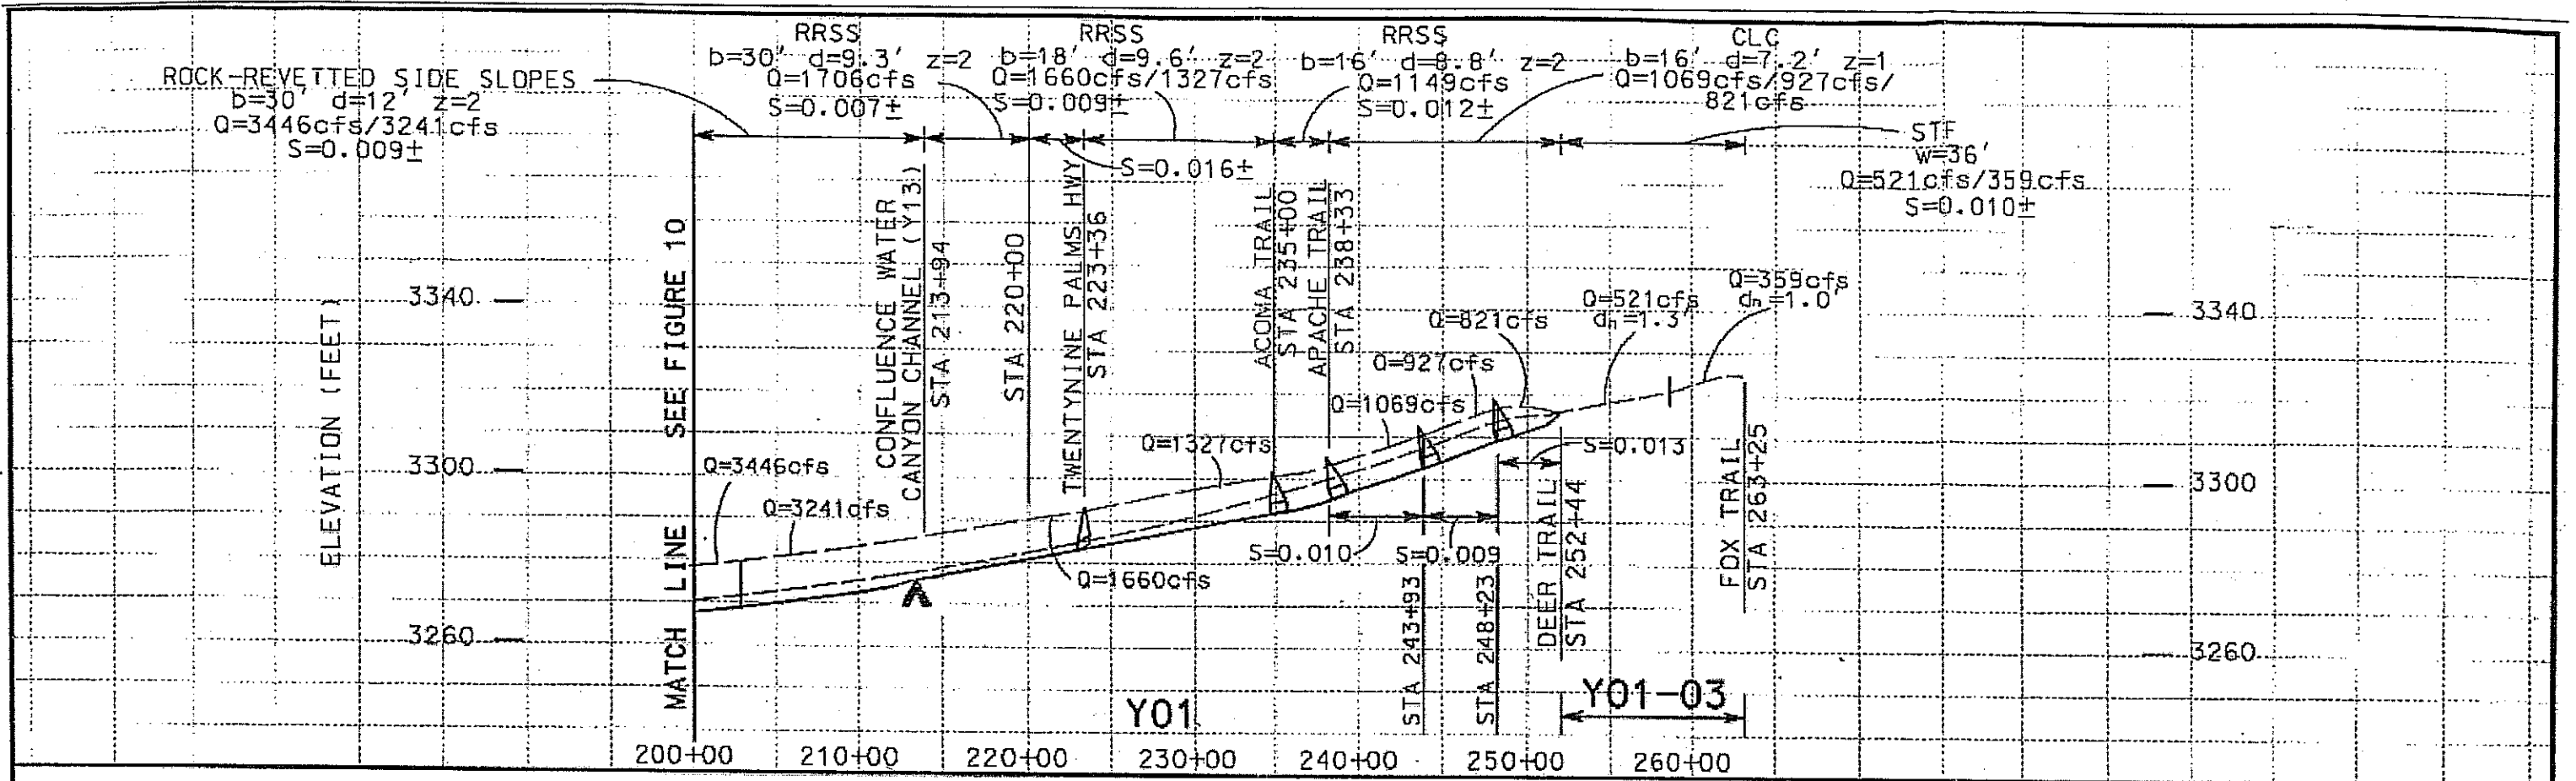 ROCK-REVETTED SIDE SLOPES
b=30' d=12' z=2
Q=3446cfs/3241cfs
S=0.009±
RRSS
b=30' d=9.3' z=2
Q=1706cfs
S=0.007±
RRSS
b=18' d=9.6' z=2
Q=1660cfs/1327cfs
S=0.009±
S=0.016±
RRSS
b=16' d=8.8' z=2
Q=1149cfs
S=0.012±
CLC
b=16' d=7.2' z=1
Q=1069cfs/927cfs/
821cfs
STF
w=36'
Q=521cfs/359cfs
S=0.010±
ELEVATION (FEET)
3340
3300
3260
MATCH LINE SEE FIGURE 10
CONFLUENCE WATER
CANYON CHANNEL (Y13)
STA 213+94
STA 220+00
TWENTYNINE PALMS HWY
STA 223+36
ACOMA TRAIL
STA 235+00
APACHE TRAIL
STA 238+33
Q=3446cfs
Q=3241cfs
Q=1660cfs
Q=1327cfs
Q=1069cfs
Q=927cfs
Q=821cfs
Q=521cfs
dn=1.3'
Q=359cfs
dn=1.0'
S=0.010
S=0.009
S=0.013
STA 243+93
STA 248+23
DEER TRAIL
STA 252+44
FOX TRAIL
STA 263+25
3340
3300
3260
Y01
Y01-03
200+00 210+00 220+00 230+00 240+00 250+00 260+00